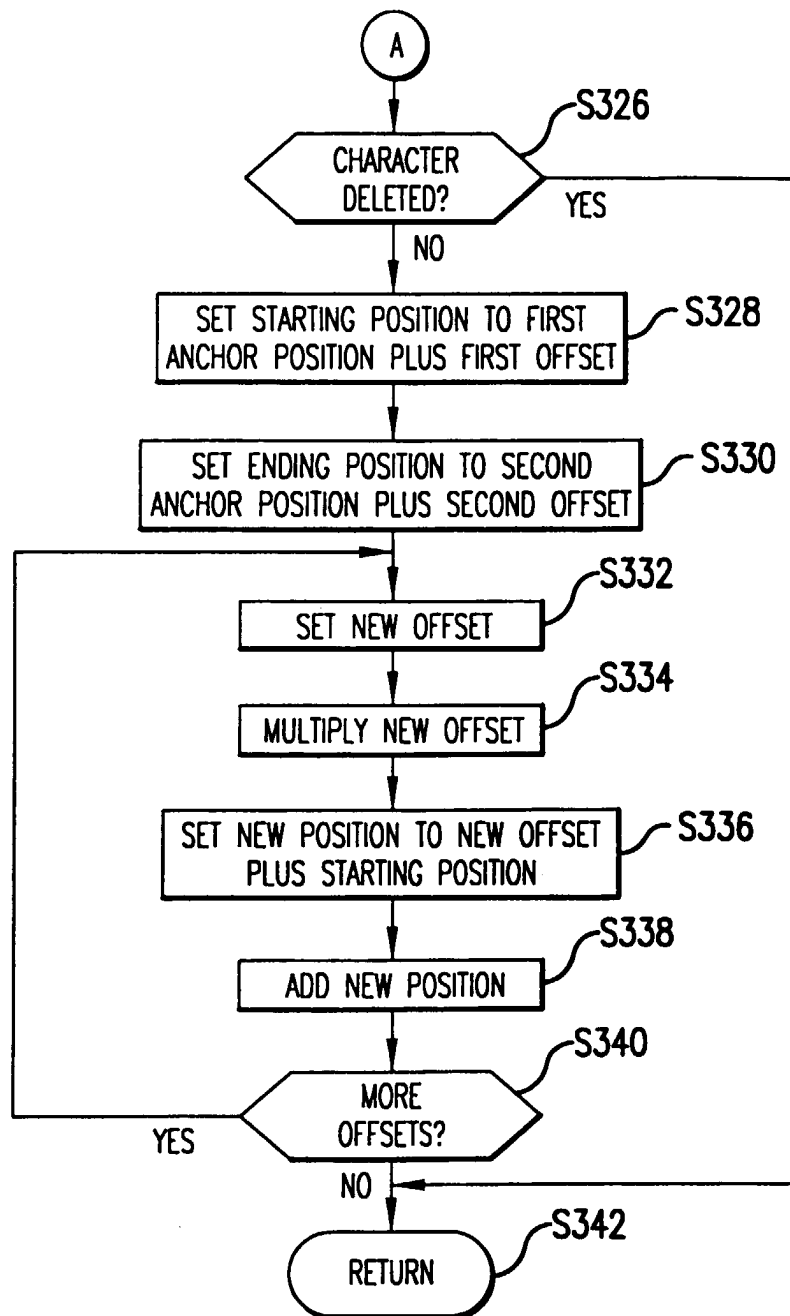 A
S326
CHARACTER
DELETED?
YES
NO
S328
SET STARTING POSITION TO FIRST
ANCHOR POSITION PLUS FIRST OFFSET
S330
SET ENDING POSITION TO SECOND
ANCHOR POSITION PLUS SECOND OFFSET
S332
SET NEW OFFSET
S334
MULTIPLY NEW OFFSET
S336
SET NEW POSITION TO NEW OFFSET
PLUS STARTING POSITION
S338
ADD NEW POSITION
S340
MORE
OFFSETS?
YES
NO
S342
RETURN